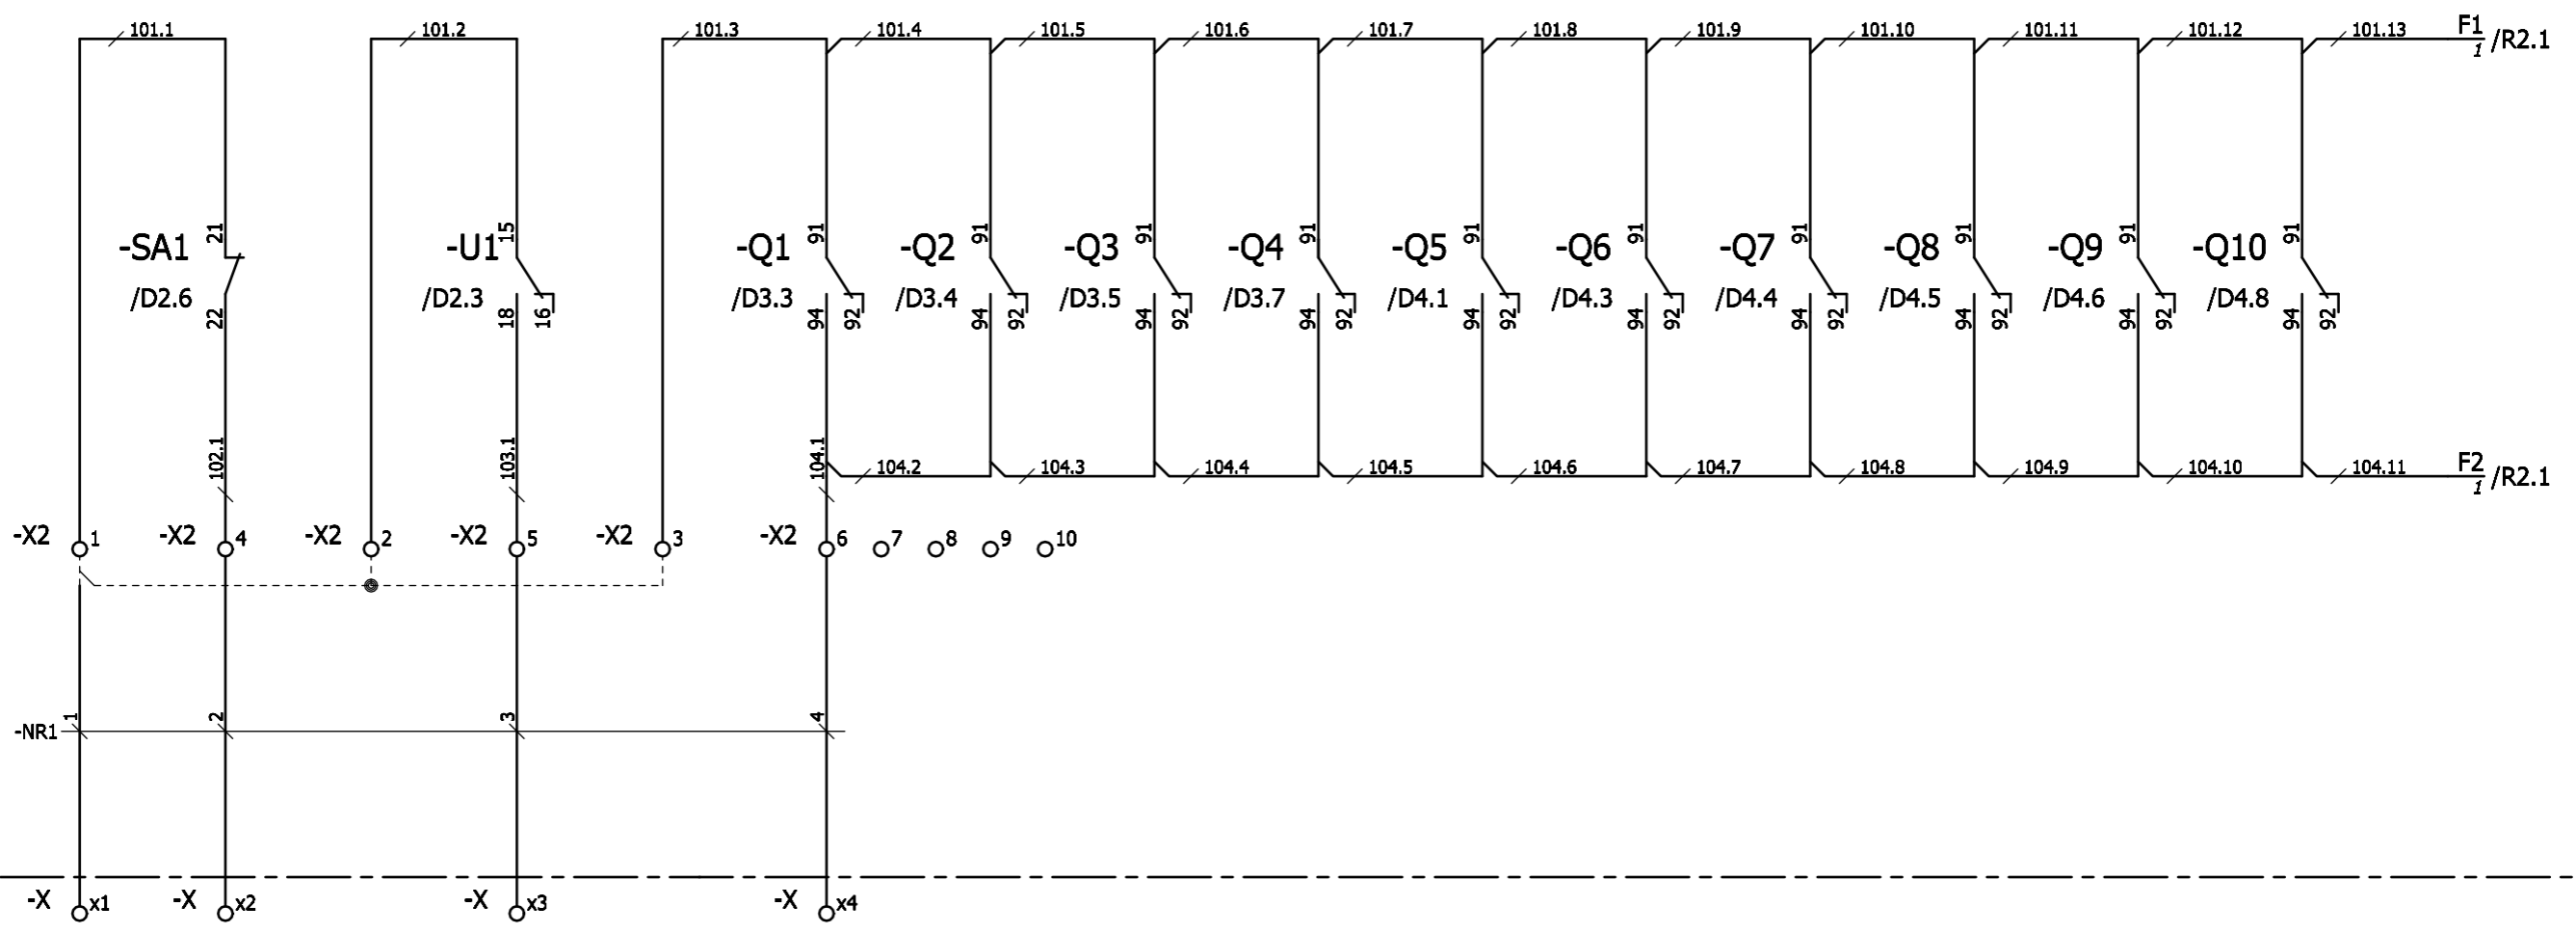 101.1 101.2 101.3 101.4 101.5 101.6 101.7 101.8 101.9 101.10 101.11 101.12 101.13 F1
1 /R2.1
21 15 91 91 91 91 91 91 91 91 91 91
-SA1 -U1 -Q1 -Q2 -Q3 -Q4 -Q5 -Q6 -Q7 -Q8 -Q9 -Q10
/D2.6 /D2.3 /D3.3 /D3.4 /D3.5 /D3.7 /D4.1 /D4.3 /D4.4 /D4.5 /D4.6 /D4.8
22 18 16 94 92 94 92 94 92 94 92 94 92 94 92 94 92 94 92 94 92 94 92
102.1 103.1 104.1 104.2 104.3 104.4 104.5 104.6 104.7 104.8 104.9 104.10 104.11 F2
1 /R2.1
-X2 1 -X2 4 -X2 2 -X2 5 -X2 3 -X2 6 7 8 9 10
-NR1 1 2 3 4
-X x1 -X x2 -X x3 -X x4